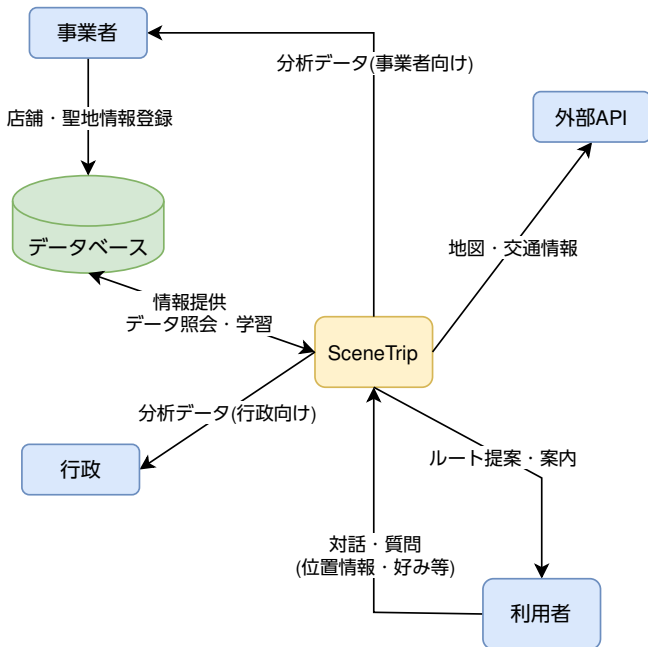 事業者
分析データ(事業者向け)
外部API
店舗・聖地情報登録
データベース
地図・交通情報
情報提供
データ照会・学習
SceneTrip
分析データ(行政向け)
行政
ルート提案・案内
対話・質問
(位置情報・好み等)
利用者